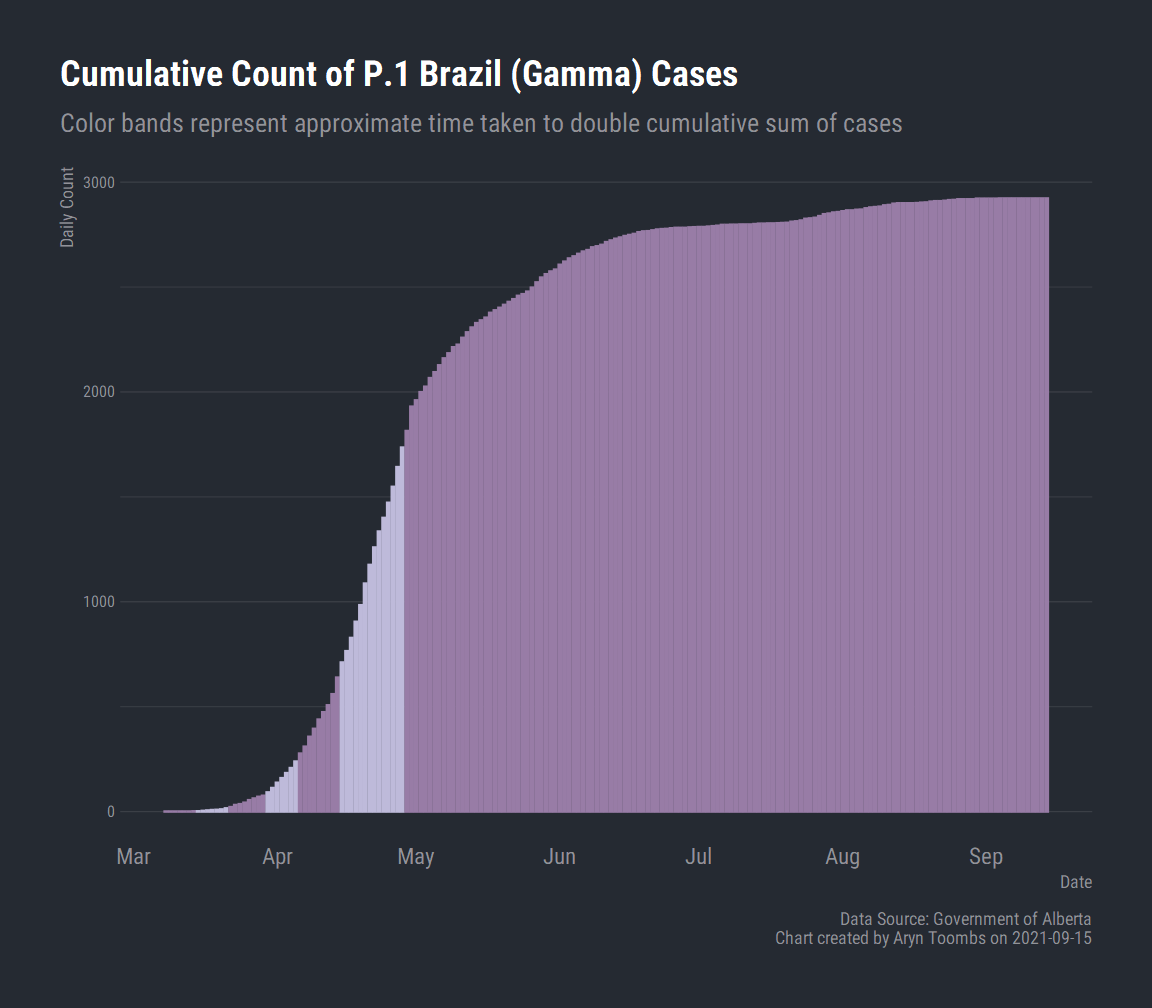 Cumulative Count of P.1 Brazil (Gamma) Cases
Color bands represent approximate time taken to double cumulative sum of cases
Daily Count
3000
2000
1000
0
Mar Apr May Jun Jul Aug Sep
Date
Data Source: Government of Alberta
Chart created by Aryn Toombs on 2021-09-15